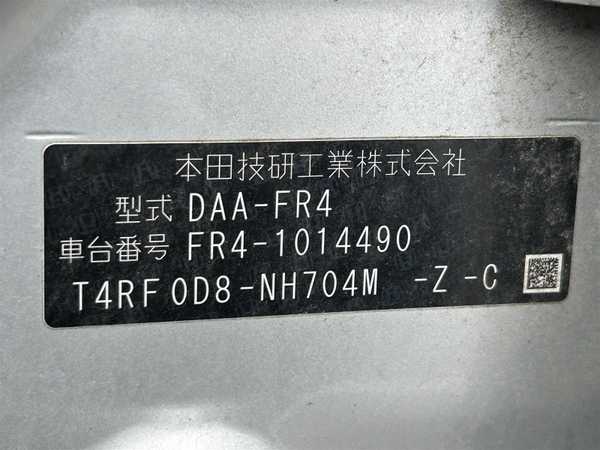 本田技研工業株式会社
型式 DAA-FR4
車台番号 FR4-1014490
T4RF0D8-NH704M -Z-C